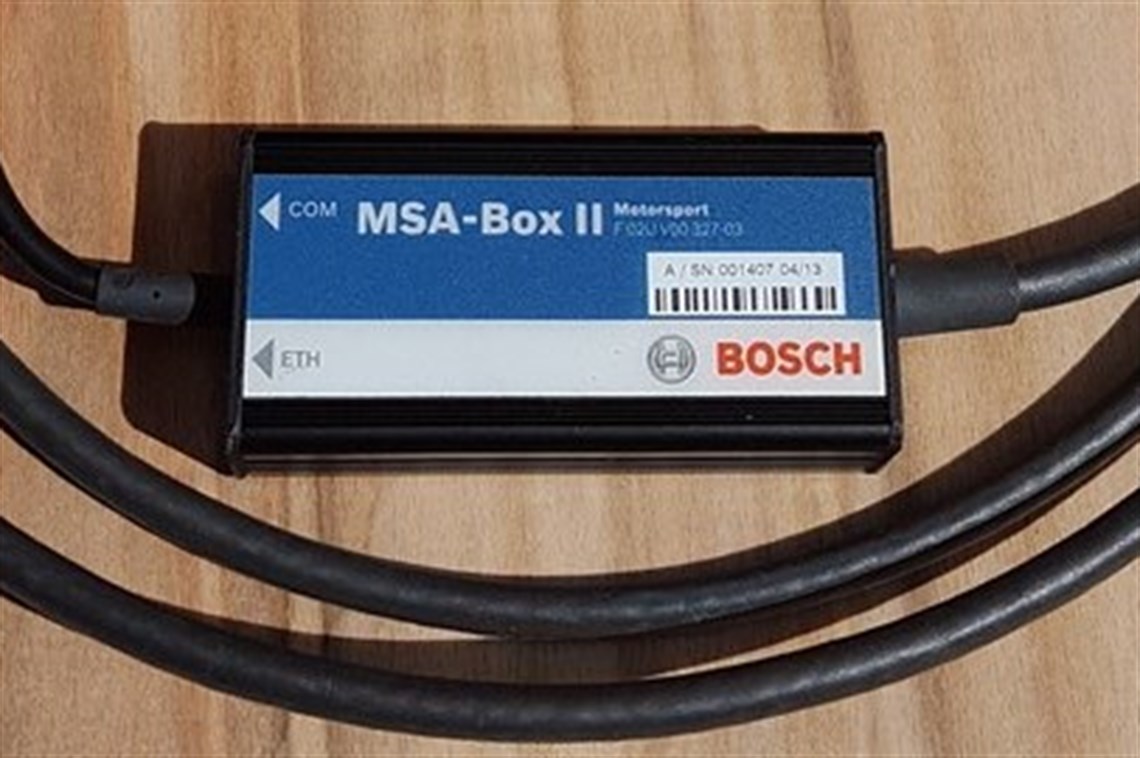 COM
MSA-Box II
Motorsport
F 02U V00 327-03
A / SN 001407 04/13
ETH
BOSCH